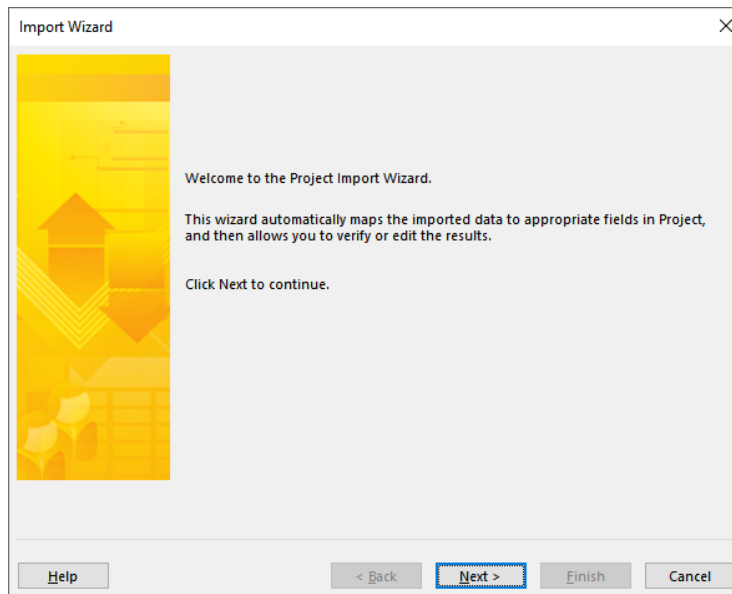 Import Wizard
Welcome to the Project Import Wizard.
This wizard automatically maps the imported data to appropriate fields in Project,
and then allows you to verify or edit the results.
Click Next to continue.
Help
< Back
Next >
Finish
Cancel